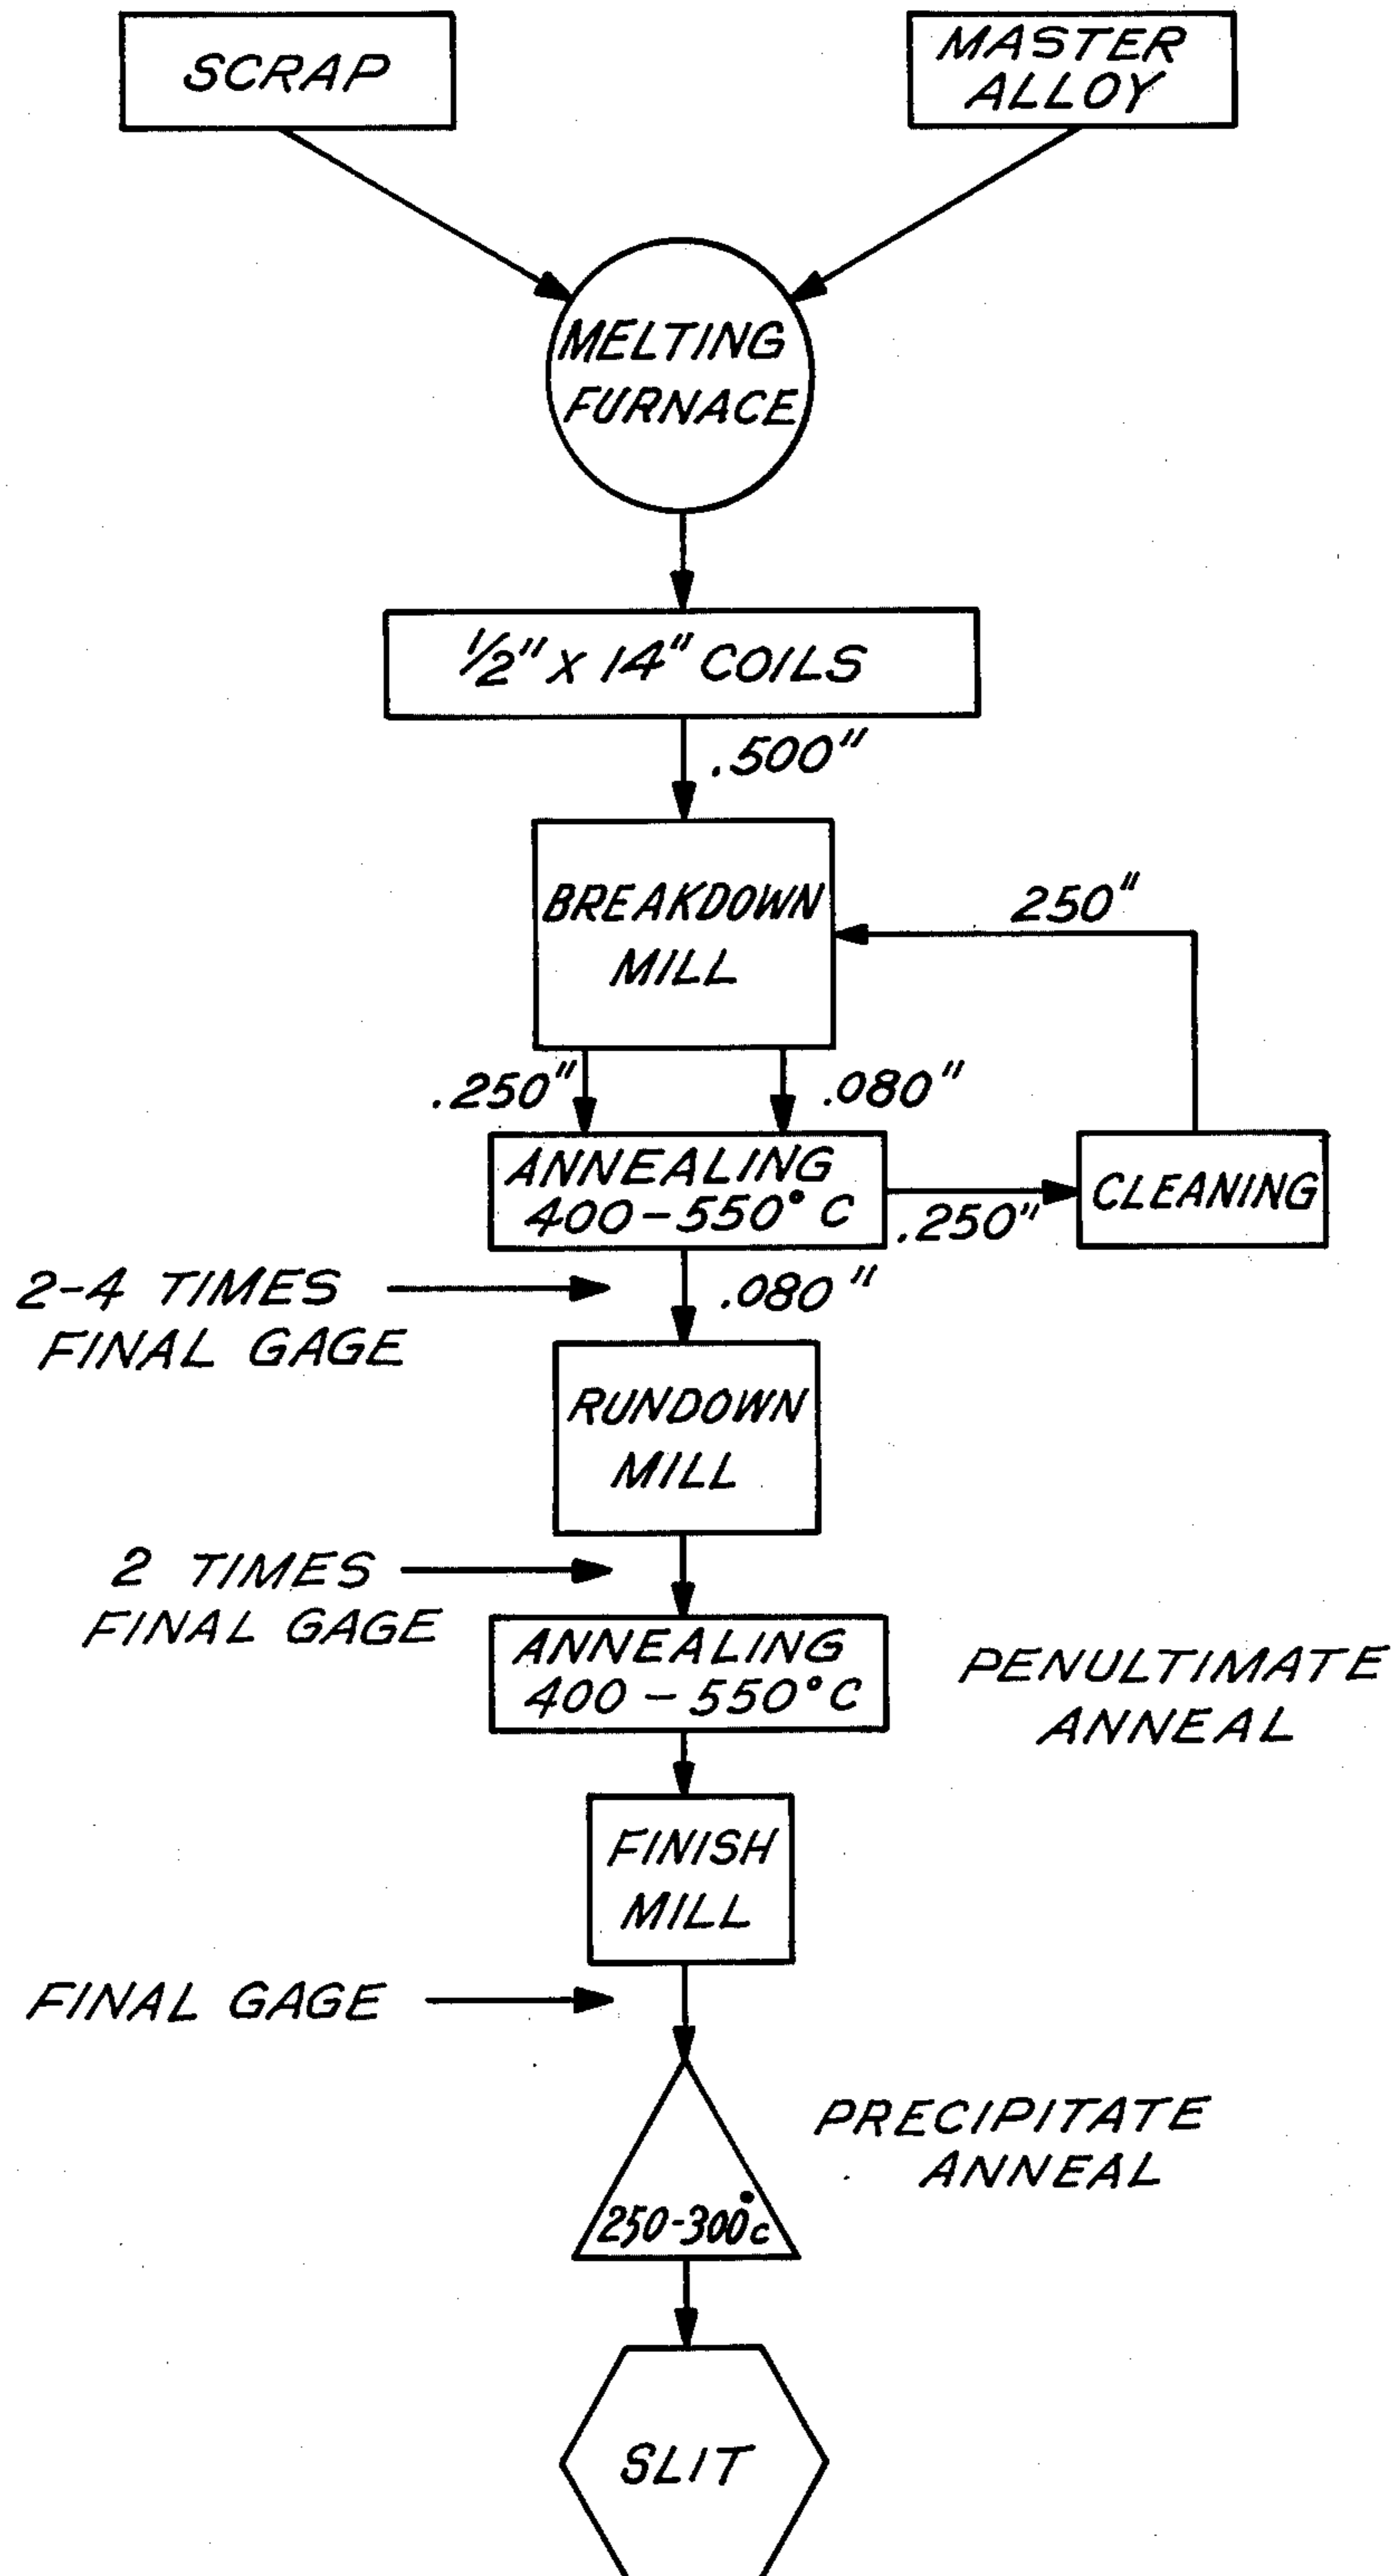 SCRAP
MASTER
ALLOY
MELTING
FURNACE
1/2" X 14" COILS
.500"
BREAKDOWN
MILL
250"
.250"
.080"
ANNEALING
400-550° C
.250"
CLEANING
2-4 TIMES
FINAL GAGE
.080"
RUNDOWN
MILL
2 TIMES
FINAL GAGE
ANNEALING
400-550° C
PENULTIMATE
ANNEAL
FINISH
MILL
FINAL GAGE
PRECIPITATE
ANNEAL
250-300°c
SLIT